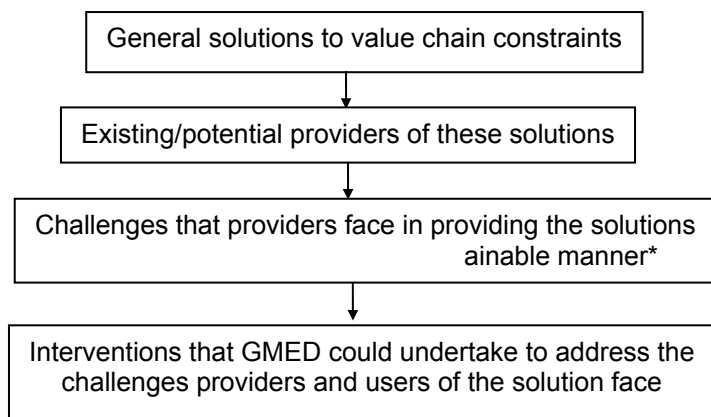 General solutions to value chain constraints
Existing/potential providers of these solutions
Challenges that providers face in providing the solutions
ainable manner*
Interventions that GMED could undertake to address the
challenges providers and users of the solution face